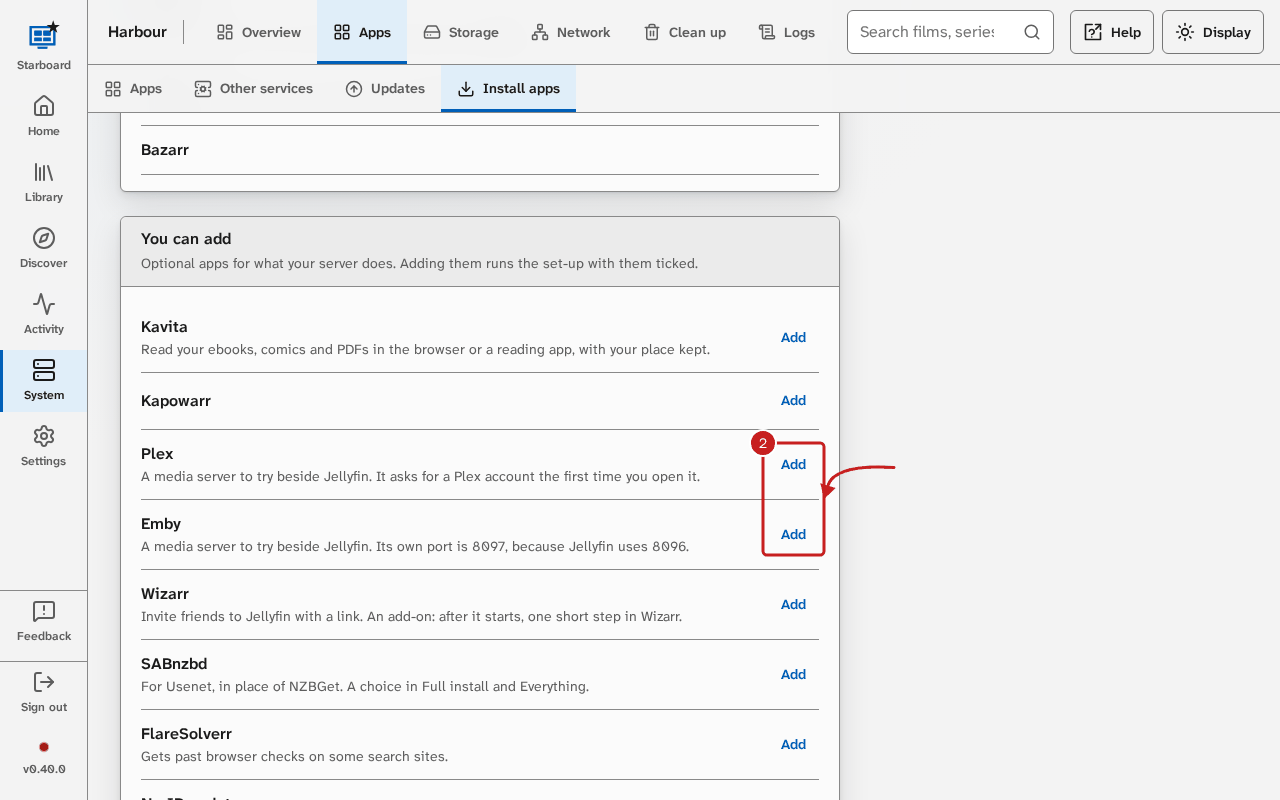 Starboard
Home
Library
Discover
Activity
System
Settings
Feedback
Sign out
v0.40.0
Harbour
Overview
Apps
Storage
Network
Clean up
Logs
Search films, series
Help
Display
Apps
Other services
Updates
Install apps
Bazarr
You can add
Optional apps for what your server does. Adding them runs the set-up with them ticked.
Kavita
Read your ebooks, comics and PDFs in the browser or a reading app, with your place kept.
Add
Kapowarr
Add
2
Plex
A media server to try beside Jellyfin. It asks for a Plex account the first time you open it.
Add
Emby
A media server to try beside Jellyfin. Its own port is 8097, because Jellyfin uses 8096.
Add
Wizarr
Invite friends to Jellyfin with a link. An add-on: after it starts, one short step in Wizarr.
Add
SABnzbd
For Usenet, in place of NZBGet. A choice in Full install and Everything.
Add
FlareSolverr
Gets past browser checks on some search sites.
Add